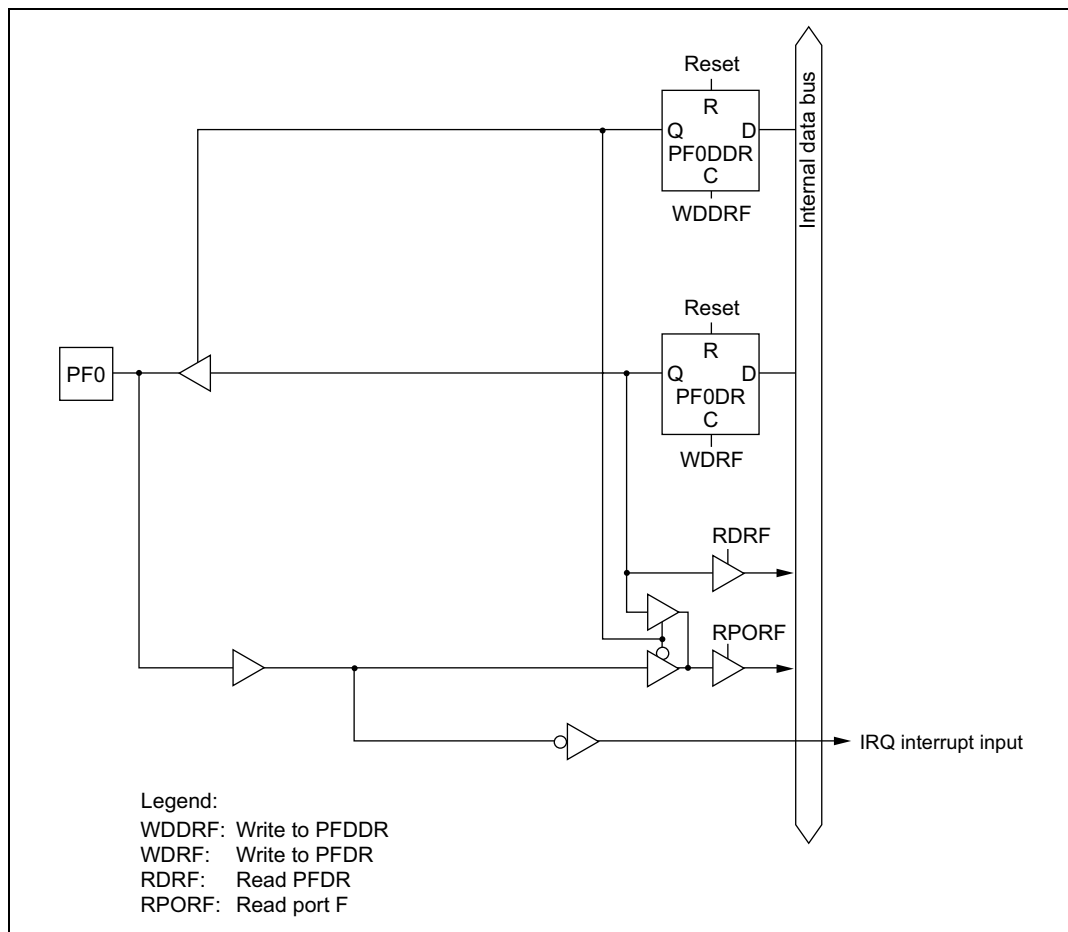 Reset
R
Q D
PF0DDR
C
WDDRF
Internal data bus
Reset
R
PF0
Q D
PF0DR
C
WDRF
RDRF
RPORF
IRQ interrupt input
Legend:
WDDRF: Write to PFDDR
WDRF: Write to PFDR
RDRF: Read PFDR
RPORF: Read port F